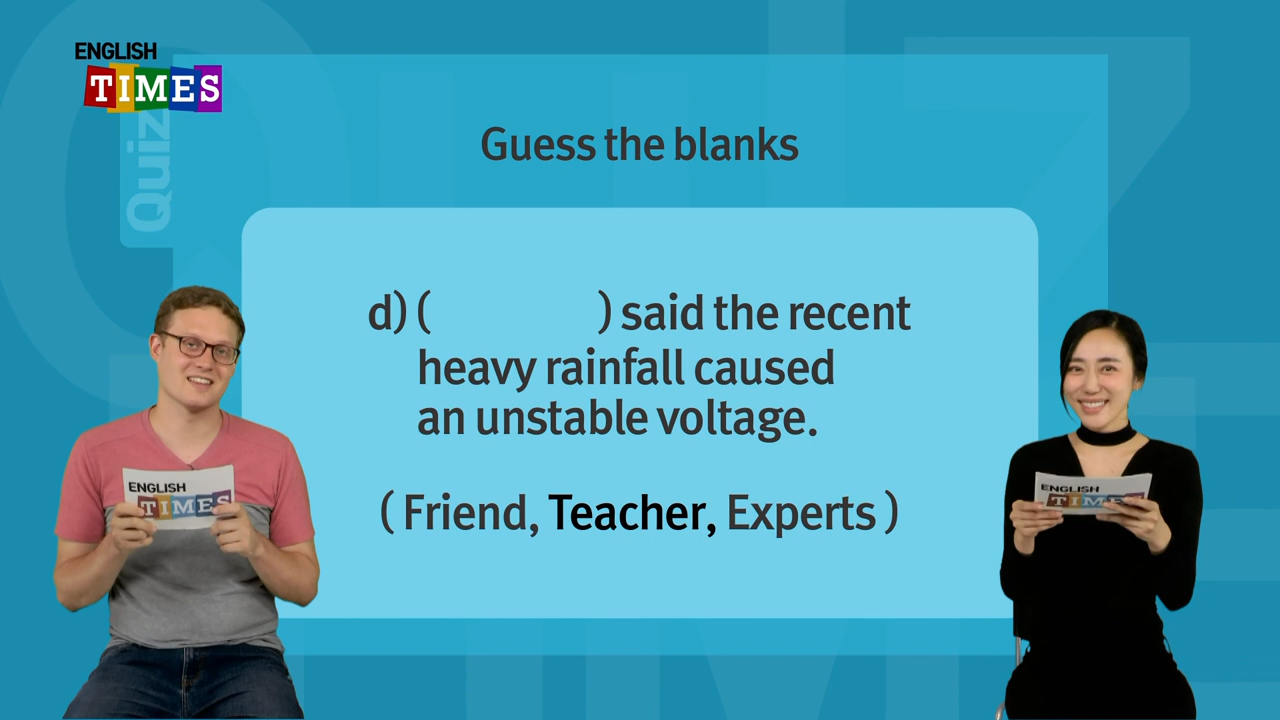 ENGLISH
TIMES
Quiz
Guess the blanks
d) ( ) said the recent
heavy rainfall caused
an unstable voltage.
( Friend, Teacher, Experts )
ENGLISH
TIMES
ENGLISH
TIMES